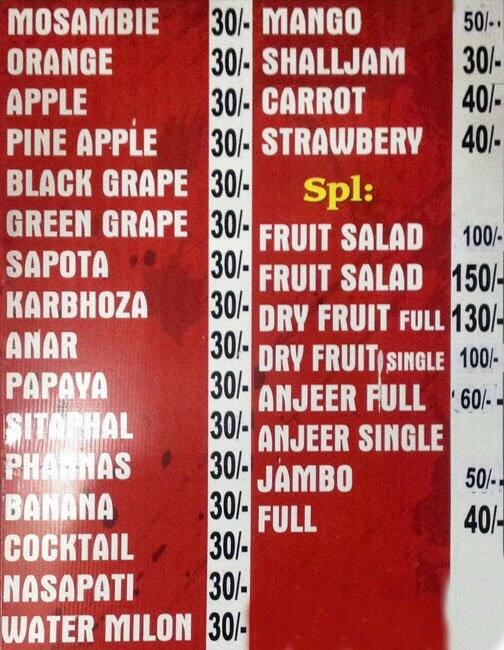 MOSAMBIE 30/-
ORANGE 30/-
APPLE 30/-
PINE APPLE 30/-
BLACK GRAPE 30/-
GREEN GRAPE 30/-
SAPOTA 30/-
KARBHOZA 30/-
ANAR 30/-
PAPAYA 30/-
SITAPHAL 30/-
PHANNAS 30/-
BANANA 30/-
COCKTAIL 30/-
NASAPATI 30/-
WATER MILON 30/-
MANGO 50/-
SHALLJAM 30/-
CARROT 40/-
STRAWBERY 40/-
Spl:
FRUIT SALAD 100/-
FRUIT SALAD 150/-
DRY FRUIT FULL 130/-
DRY FRUIT SINGLE 100/-
ANJEER FULL 60/-
ANJEER SINGLE
JAMBO 50/-
FULL 40/-